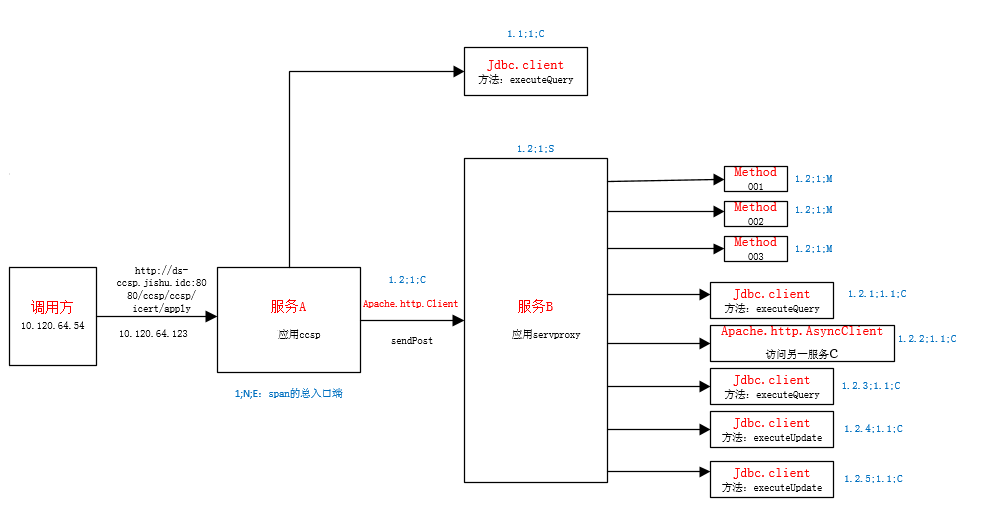 1.1;1;C
Jdbc.client
方法: executeQuery
1.2;1;S
Method
001
1.2;1;M
Method
002
1.2;1;M
Method
003
1.2;1;M
调用方
10.120.64.54
http://ds-
ccsp.jishu.idc:80
80/ccsp/ccsp/
icert/apply
10.120.64.123
服务A
应用ccsp
1;N;E: span的总入口端
1.2;1;C
Apache.http.Client
sendPost
服务B
应用servproxy
Jdbc.client
方法: executeQuery
1.2.1;1.1;C
Apache.http.AsyncClient
访问另一服务C
1.2.2;1.1;C
Jdbc.client
方法: executeQuery
1.2.3;1.1;C
Jdbc.client
方法: executeUpdate
1.2.4;1.1;C
Jdbc.client
方法: executeUpdate
1.2.5;1.1;C